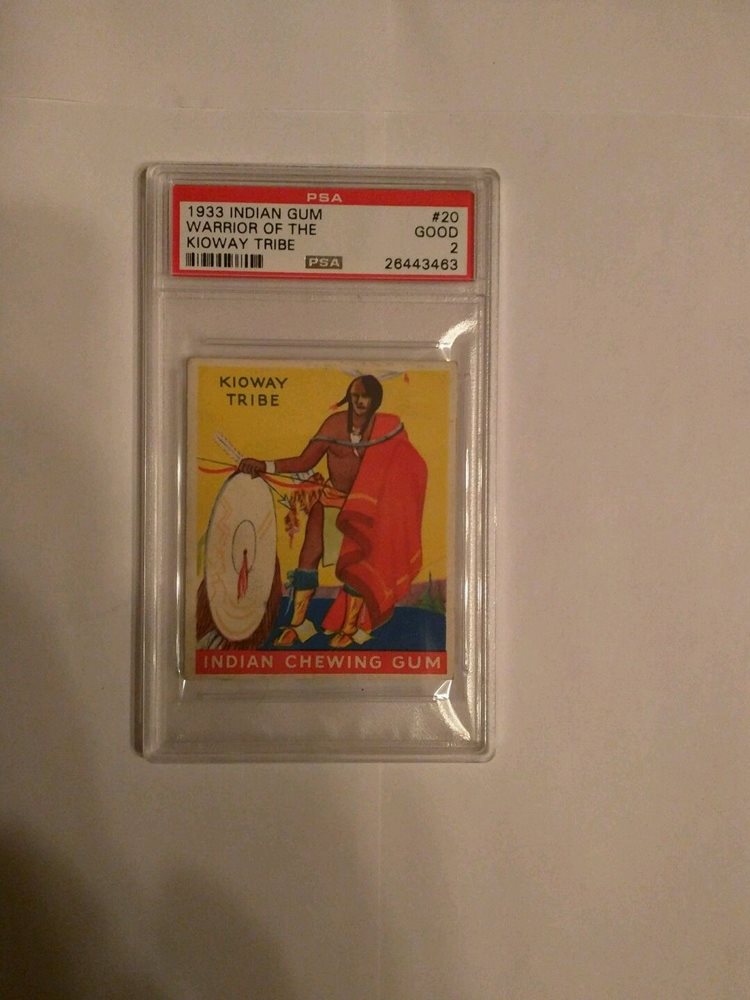 PSA
1933 INDIAN GUM #20
WARRIOR OF THE GOOD
KIOWAY TRIBE 2
PSA 26443463
KIOWAY
TRIBE
INDIAN CHEWING GUM